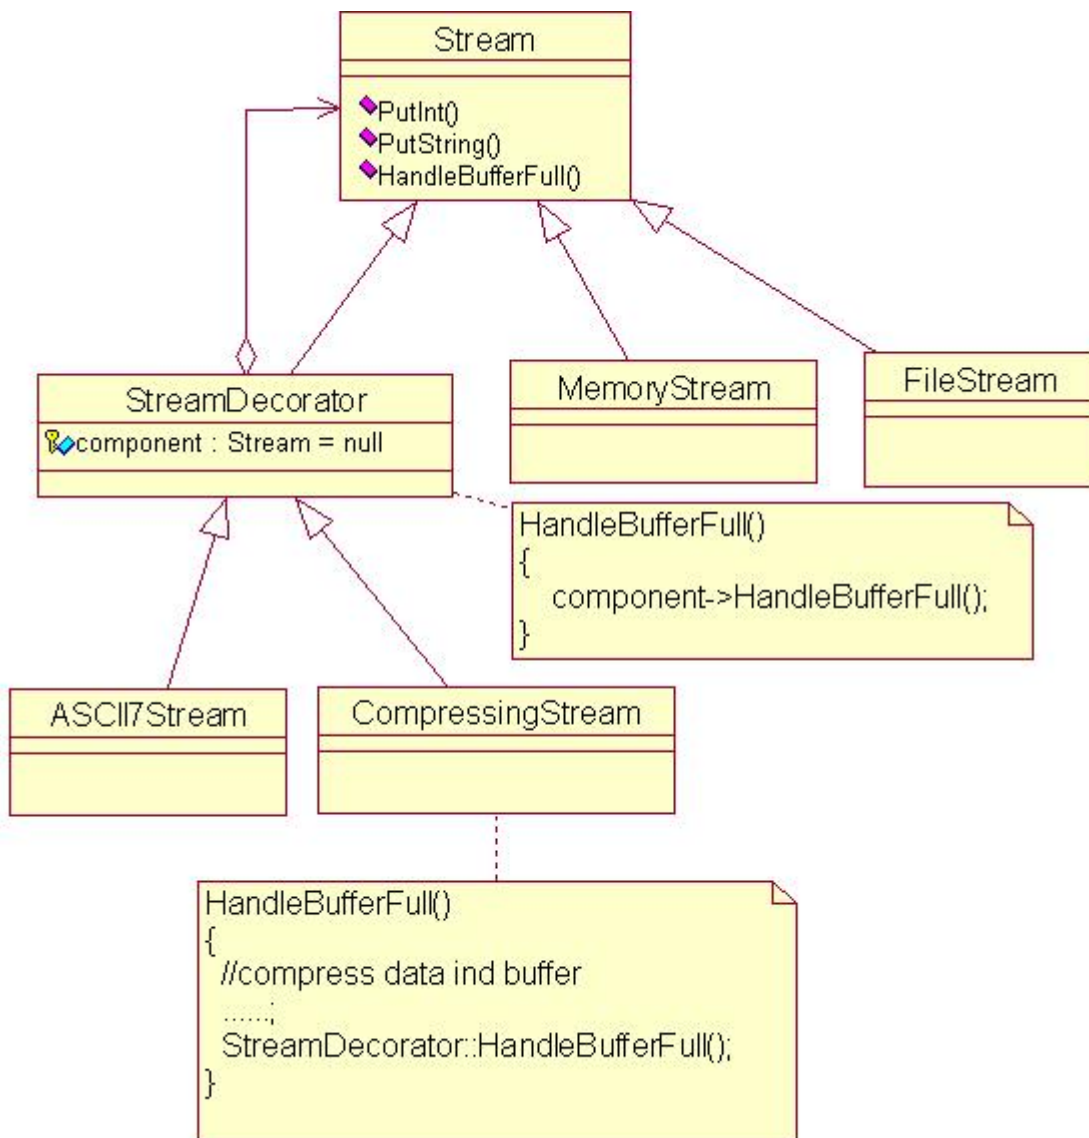 Stream
PutInt()
PutString()
HandleBufferFull()
StreamDecorator
component : Stream = null
MemoryStream
FileStream
HandleBufferFull()
{
component->HandleBufferFull();
}
ASCII7Stream
CompressingStream
HandleBufferFull()
{
//compress data ind buffer
......;
StreamDecorator::HandleBufferFull();
}